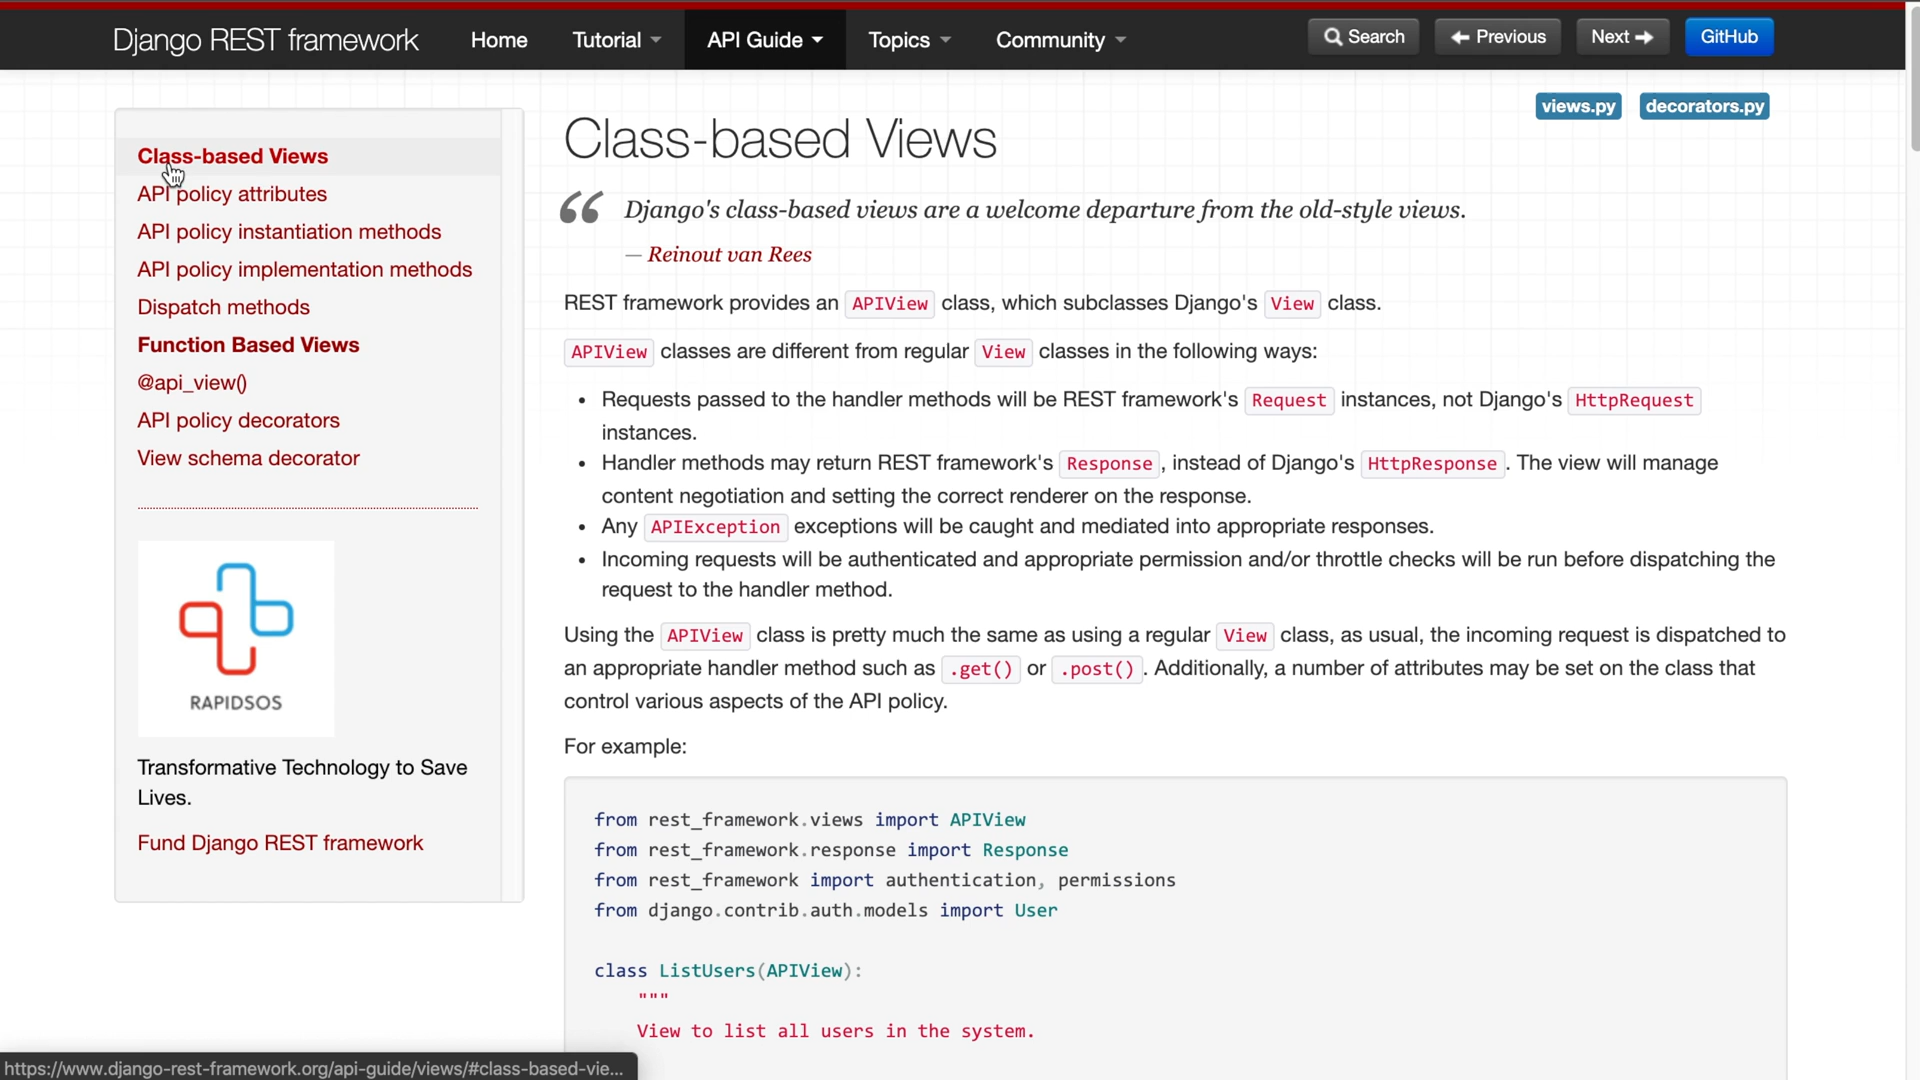 Django REST framework Home Tutorial API Guide Topics Community Search Previous Next GitHub
views.py decorators.py
Class-based Views
API policy attributes
API policy instantiation methods
API policy implementation methods
Dispatch methods
Function Based Views
@api_view()
API policy decorators
View schema decorator
RAPIDSOS
Transformative Technology to Save
Lives.
Fund Django REST framework
Class-based Views
“ Django's class-based views are a welcome departure from the old-style views.
— Reinout van Rees
REST framework provides an APIView class, which subclasses Django's View class.
APIView classes are different from regular View classes in the following ways:
• Requests passed to the handler methods will be REST framework's Request instances, not Django's HttpRequest
instances.
• Handler methods may return REST framework's Response, instead of Django's HttpResponse. The view will manage
content negotiation and setting the correct renderer on the response.
• Any APIException exceptions will be caught and mediated into appropriate responses.
• Incoming requests will be authenticated and appropriate permission and/or throttle checks will be run before dispatching the
request to the handler method.
Using the APIView class is pretty much the same as using a regular View class, as usual, the incoming request is dispatched to
an appropriate handler method such as .get() or .post(). Additionally, a number of attributes may be set on the class that
control various aspects of the API policy.
For example:
from rest_framework.views import APIView
from rest_framework.response import Response
from rest_framework import authentication, permissions
from django.contrib.auth.models import User
class ListUsers(APIView):
"""
View to list all users in the system.
https://www.django-rest-framework.org/api-guide/views/#class-based-vie...